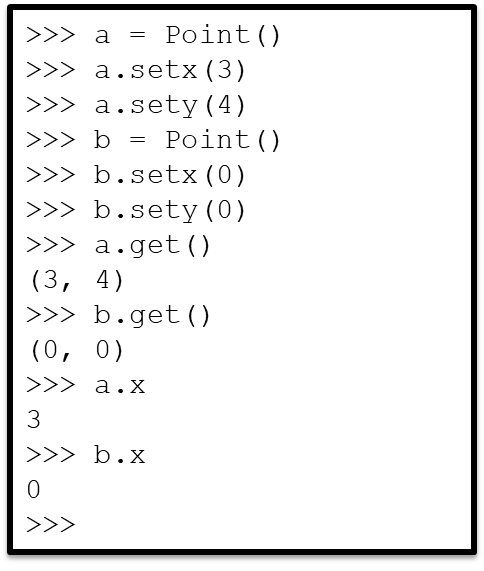 >>> a = Point()
>>> a.setx(3)
>>> a.sety(4)
>>> b = Point()
>>> b.setx(0)
>>> b.sety(0)
>>> a.get()
(3, 4)
>>> b.get()
(0, 0)
>>> a.x
3
>>> b.x
0
>>>